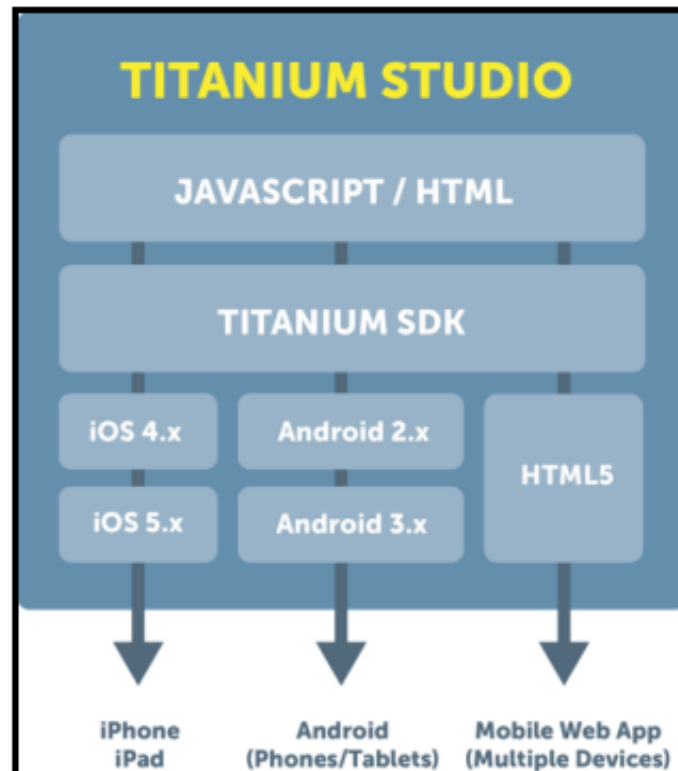 TITANIUM STUDIO
JAVASCRIPT / HTML
TITANIUM SDK
iOS 4.x
Android 2.x
HTML5
iOS 5.x
Android 3.x
iPhone
iPad
Android
(Phones/Tablets)
Mobile Web App
(Multiple Devices)